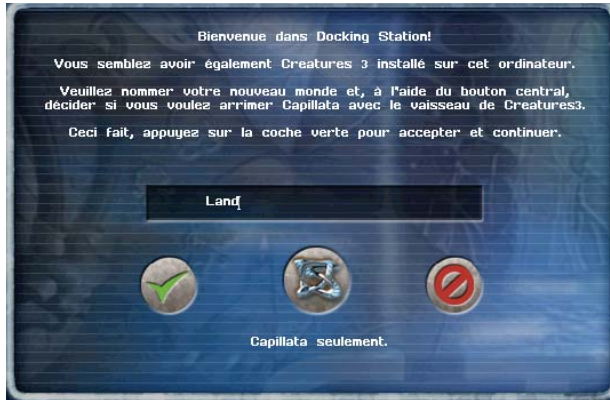 Bienvenue dans Docking Station!
Vous semblez avoir également Creatures 3 installé sur cet ordinateur.
Veuillez nommer votre nouveau monde et, à l'aide du bouton central,
décider si vous voulez arrimer Capillata avec le vaisseau de Creatures3.
Ceci fait, appuyez sur la coche verte pour accepter et continuer.
Land
Capillata seulement.